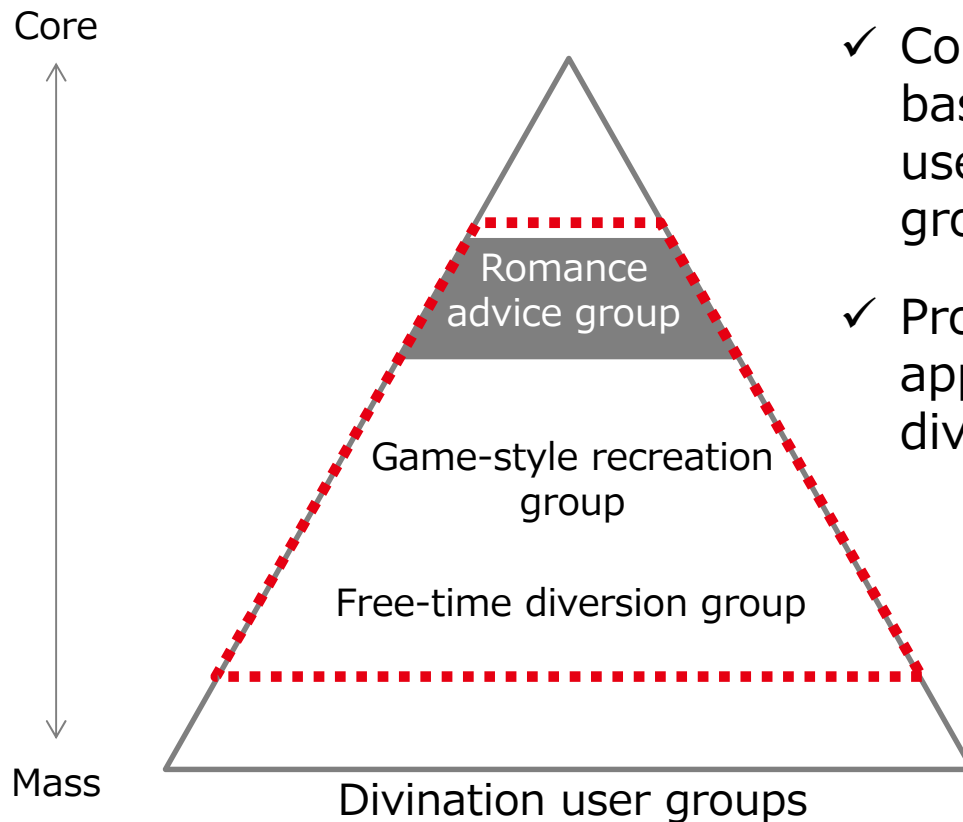 Core
Romance
advice group
Game-style recreation
group
Free-time diversion group
Mass
Divination user groups
✓
✓